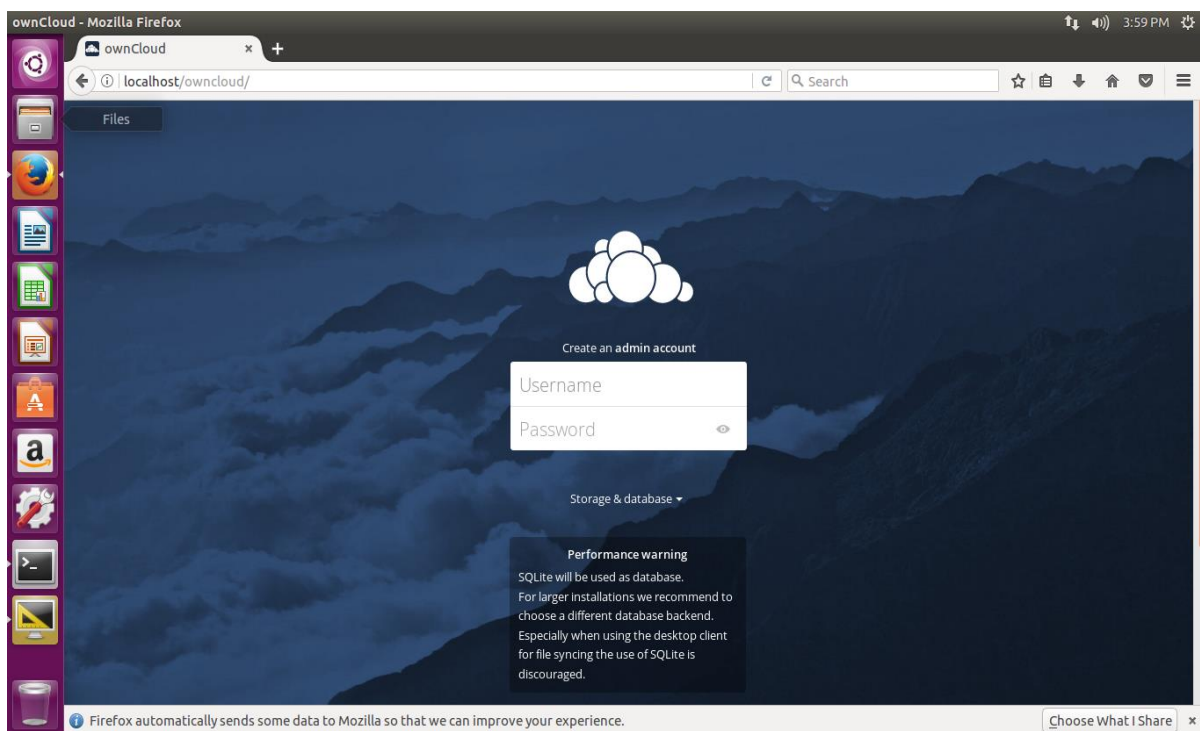 ownCloud - Mozilla Firefox
3:59 PM
ownCloud
localhost/owncloud/
Search
Files
Create an admin account
Username
Password
Storage & database
Performance warning
SQLite will be used as database.
For larger installations we recommend to
choose a different database backend.
Especially when using the desktop client
for file syncing the use of SQLite is
discouraged.
Firefox automatically sends some data to Mozilla so that we can improve your experience.
Choose What I Share